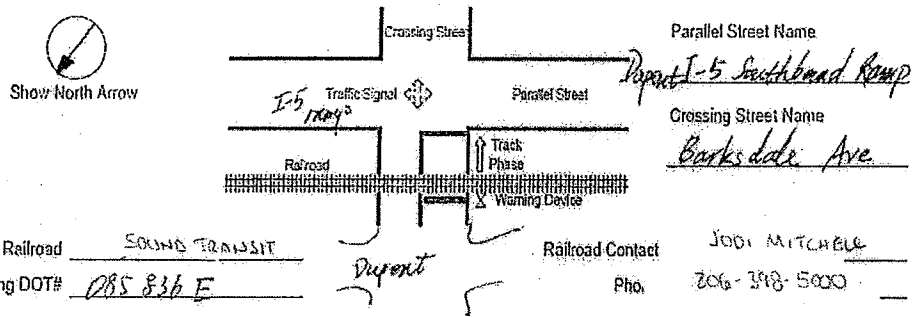 Crossing Street
Parallel Street Name
Dupont I-5 Southbound Ramp
Show North Arrow
I-5
Traffic Signal
Parallel Street
Crossing Street Name
Barksdale Ave
Track
Phase
Railroad
Warning Device
Railroad SOUND TRANSIT
Dupont
Railroad Contact JODI MITCHELL
ng DOT# 085 836 E
Pho. 206-398-5000